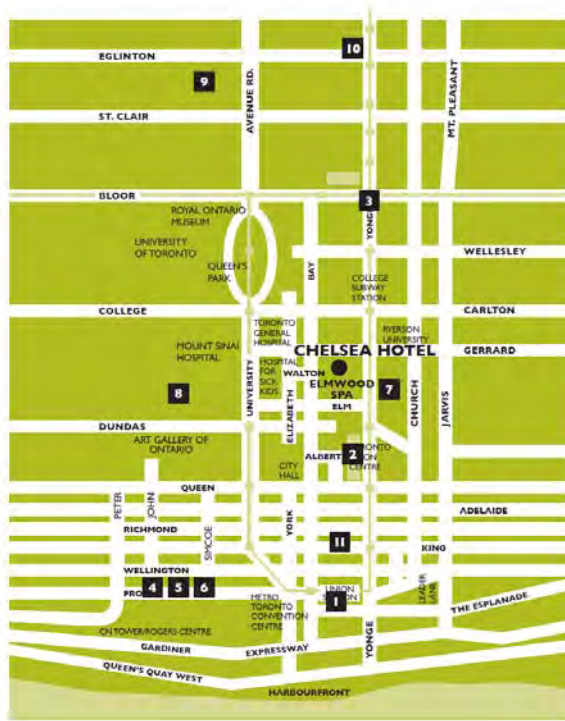 10
EGLINTON
9
AVENUE RD.
MT. PLEASANT
ST. CLAIR
BLOOR
3
ROYAL ONTARIO
MUSEUM
YONGE
UNIVERSITY
OF TORONTO
WELLESLEY
QUEEN'S
PARK
BAY
COLLEGE
SUBWAY
STATION
COLLEGE
CARLTON
TORONTO
GENERAL
HOSPITAL
RYERSON
UNIVERSITY
MOUNT SINAI
HOSPITAL
CHELSEA HOTEL
GERRARD
HOSPITAL
FOR
SICK
KIDS
WALTON
ELMWOOD
SPA
8
7
UNIVERSITY
ELIZABETH
ELM
CHURCH
JARVIS
DUNDAS
ART GALLERY OF
ONTARIO
ALBERT
2
CENTRE
CITY
HALL
QUEEN
PETER
JOHN
SIMCOE
YORK
ADELAIDE
RICHMOND
11
KING
WELLINGTON
4
5
6
UNION
1
LEADER
LANE
METRO
TORONTO
CONVENTION
CENTRE
THE ESPLANADE
CN TOWER/ROGERS CENTRE
GARDINER
EXPRESSWAY
YONGE
QUEEN'S QUAY WEST
HARBOURFRONT